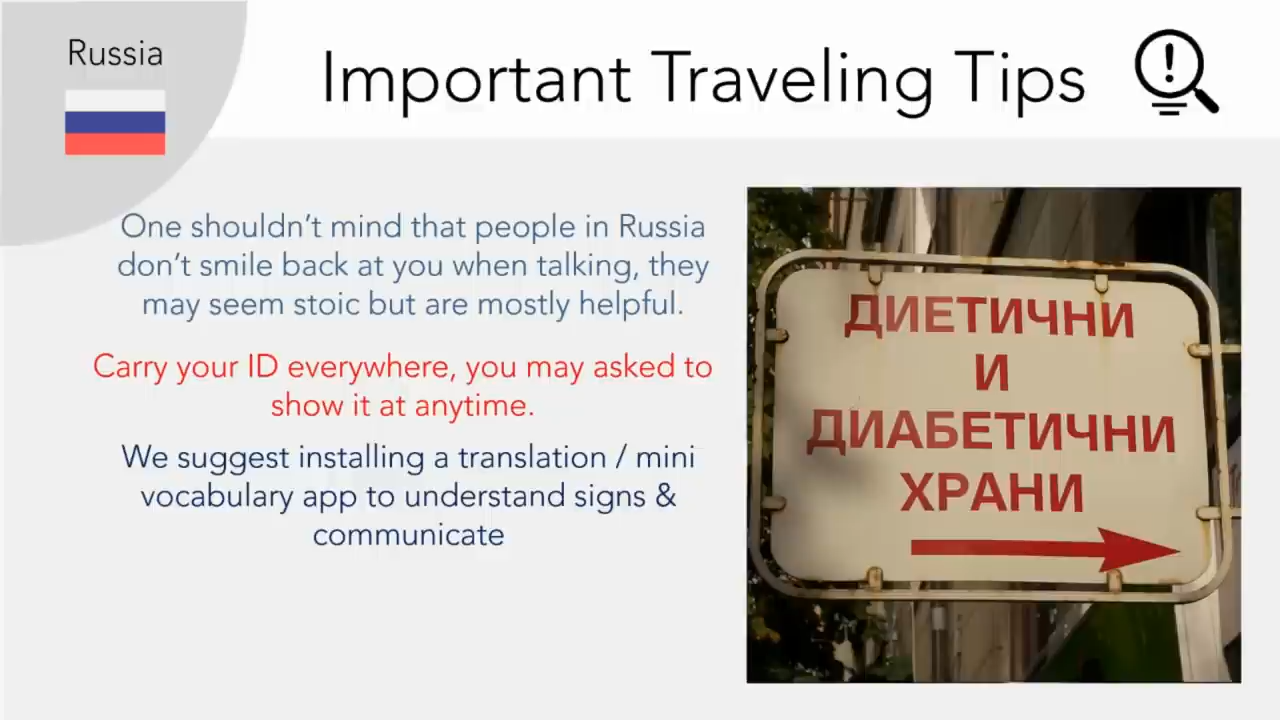 Russia
Important Traveling Tips
One shouldn't mind that people in Russia
don't smile back at you when talking, they
may seem stoic but are mostly helpful.
Carry your ID everywhere, you may asked to
show it at anytime.
We suggest installing a translation / mini
vocabulary app to understand signs &
communicate
ДИЕТИЧНИ
И
ДИАБЕТИЧНИ
ХРАНИ